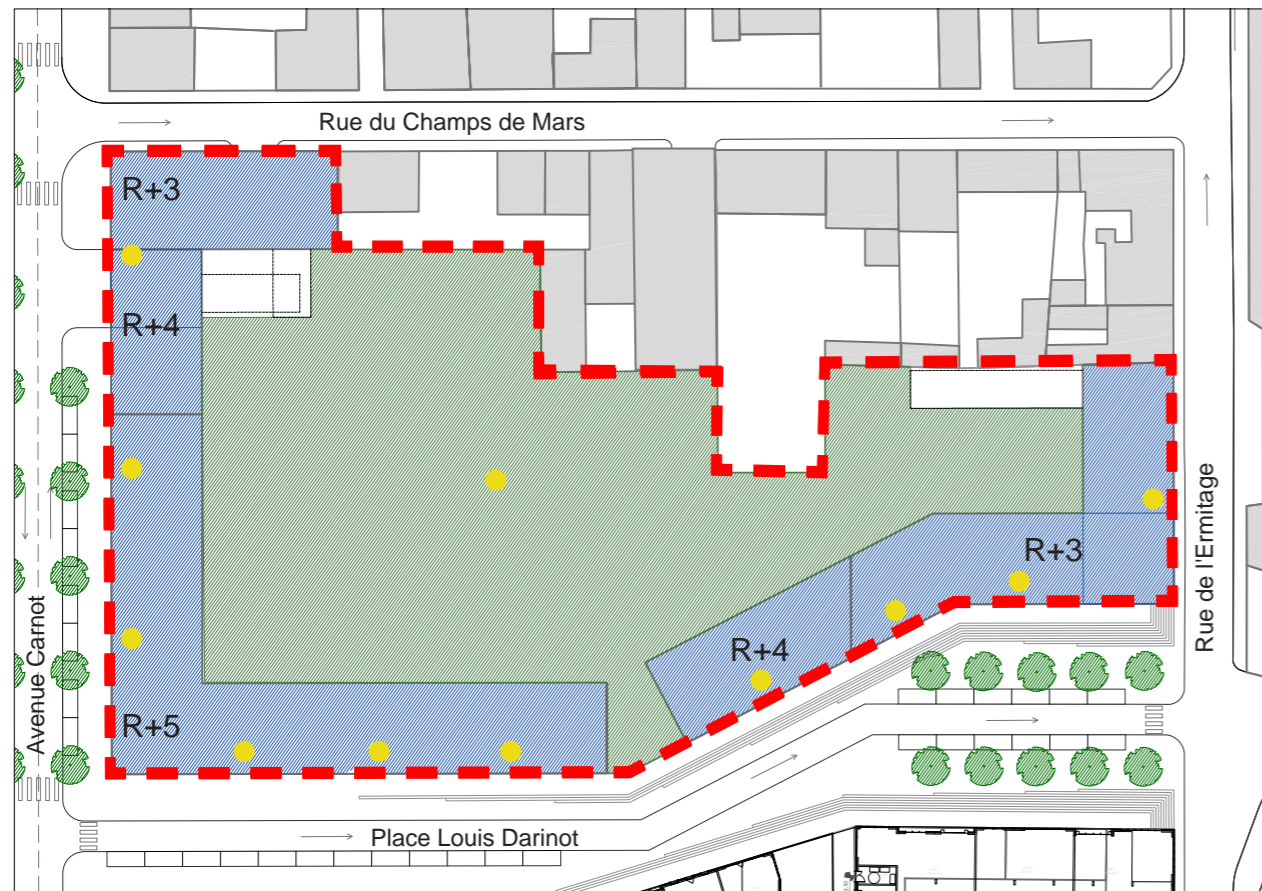 Rue du Champs de Mars
R+3
R+4
Rue de l'Ermitage
R+3
R+4
Avenue Carnot
R+5
Place Louis Darinot